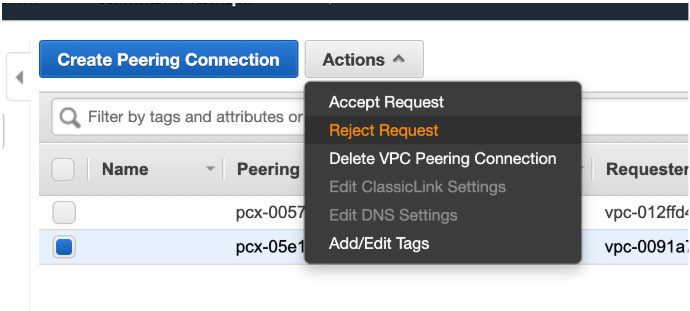 Create Peering Connection
Actions
Accept Request
Filter by tags and attributes or
Reject Request
Delete VPC Peering Connection
Name
Peering
Requester
Edit ClassicLink Settings
Edit DNS Settings
pcx-0057
vpc-012ffd4
Add/Edit Tags
pcx-05e1
vpc-0091a7